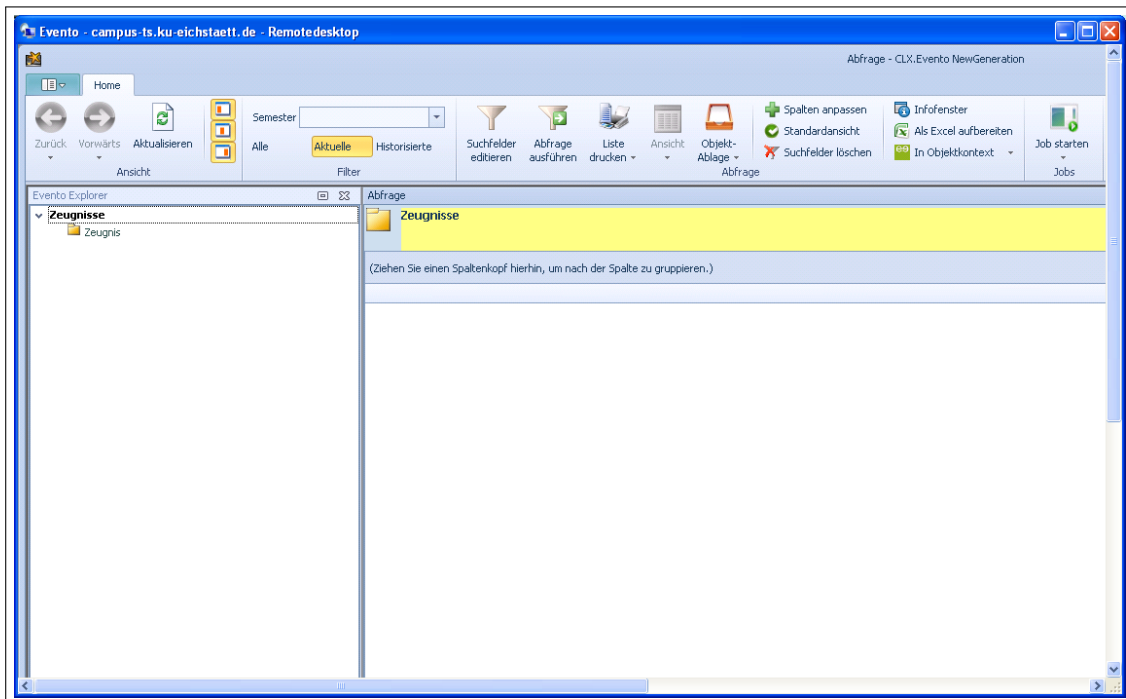 Evento - campus-ts.ku-eichstaett.de - Remotedesktop
Abfrage - CLX.Evento NewGeneration
Home
Zurück
Vorwärts
Aktualisieren
Ansicht
Semester
Alle
Aktuelle
Historisierte
Filter
Suchfelder
editieren
Abfrage
ausführen
Liste
drucken
Ansicht
Objekt-
Ablage
Spalten anpassen
Standardansicht
Suchfelder löschen
Infofenster
Als Excel aufbereiten
In Objektkontext
Abfrage
Job starten
Jobs
Evento Explorer
Zeugnisse
Zeugnis
Abfrage
Zeugnisse
(Ziehen Sie einen Spaltenkopf hierhin, um nach der Spalte zu gruppieren.)